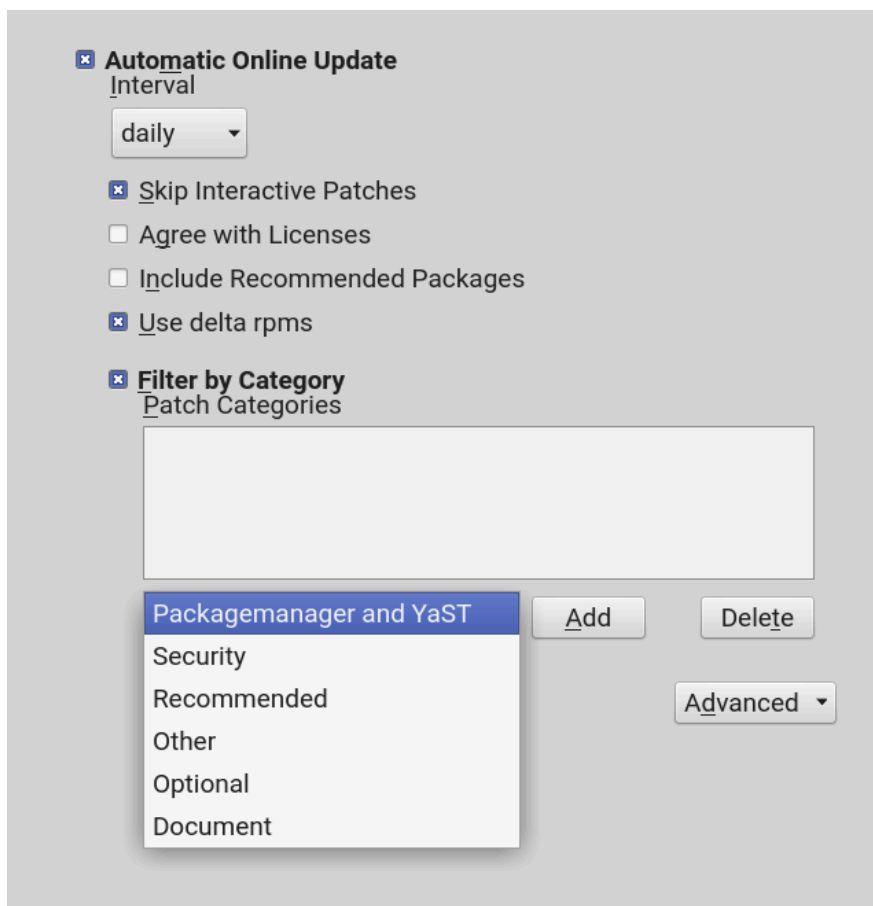 Automatic Online Update
Interval
daily
Skip Interactive Patches
Agree with Licenses
Include Recommended Packages
Use delta rpms
Filter by Category
Patch Categories
Packagemanager and YaST
Add
Delete
Security
Recommended
Advanced
Other
Optional
Document